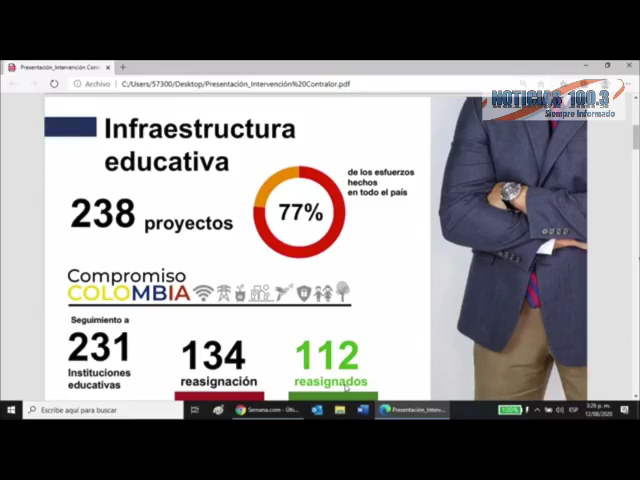 Presentación_Intervención Contr
Archivo
C:/Users/57300/Desktop/Presentación_Intervención%20Contralor.pdf
NOTICIAS 100.3
Siempre Informado
Infraestructura
educativa
238 proyectos
77%
de los esfuerzos
hechos
en todo el país
Compromiso
COLOMBIA
Seguimiento a
231
Instituciones
educativas
134
reasignación
112
reasignados
Escribe aquí para buscar
Semana.com - Últi...
Presentación_Interv...
100%
ESP
3:26 p. m.
12/08/2020